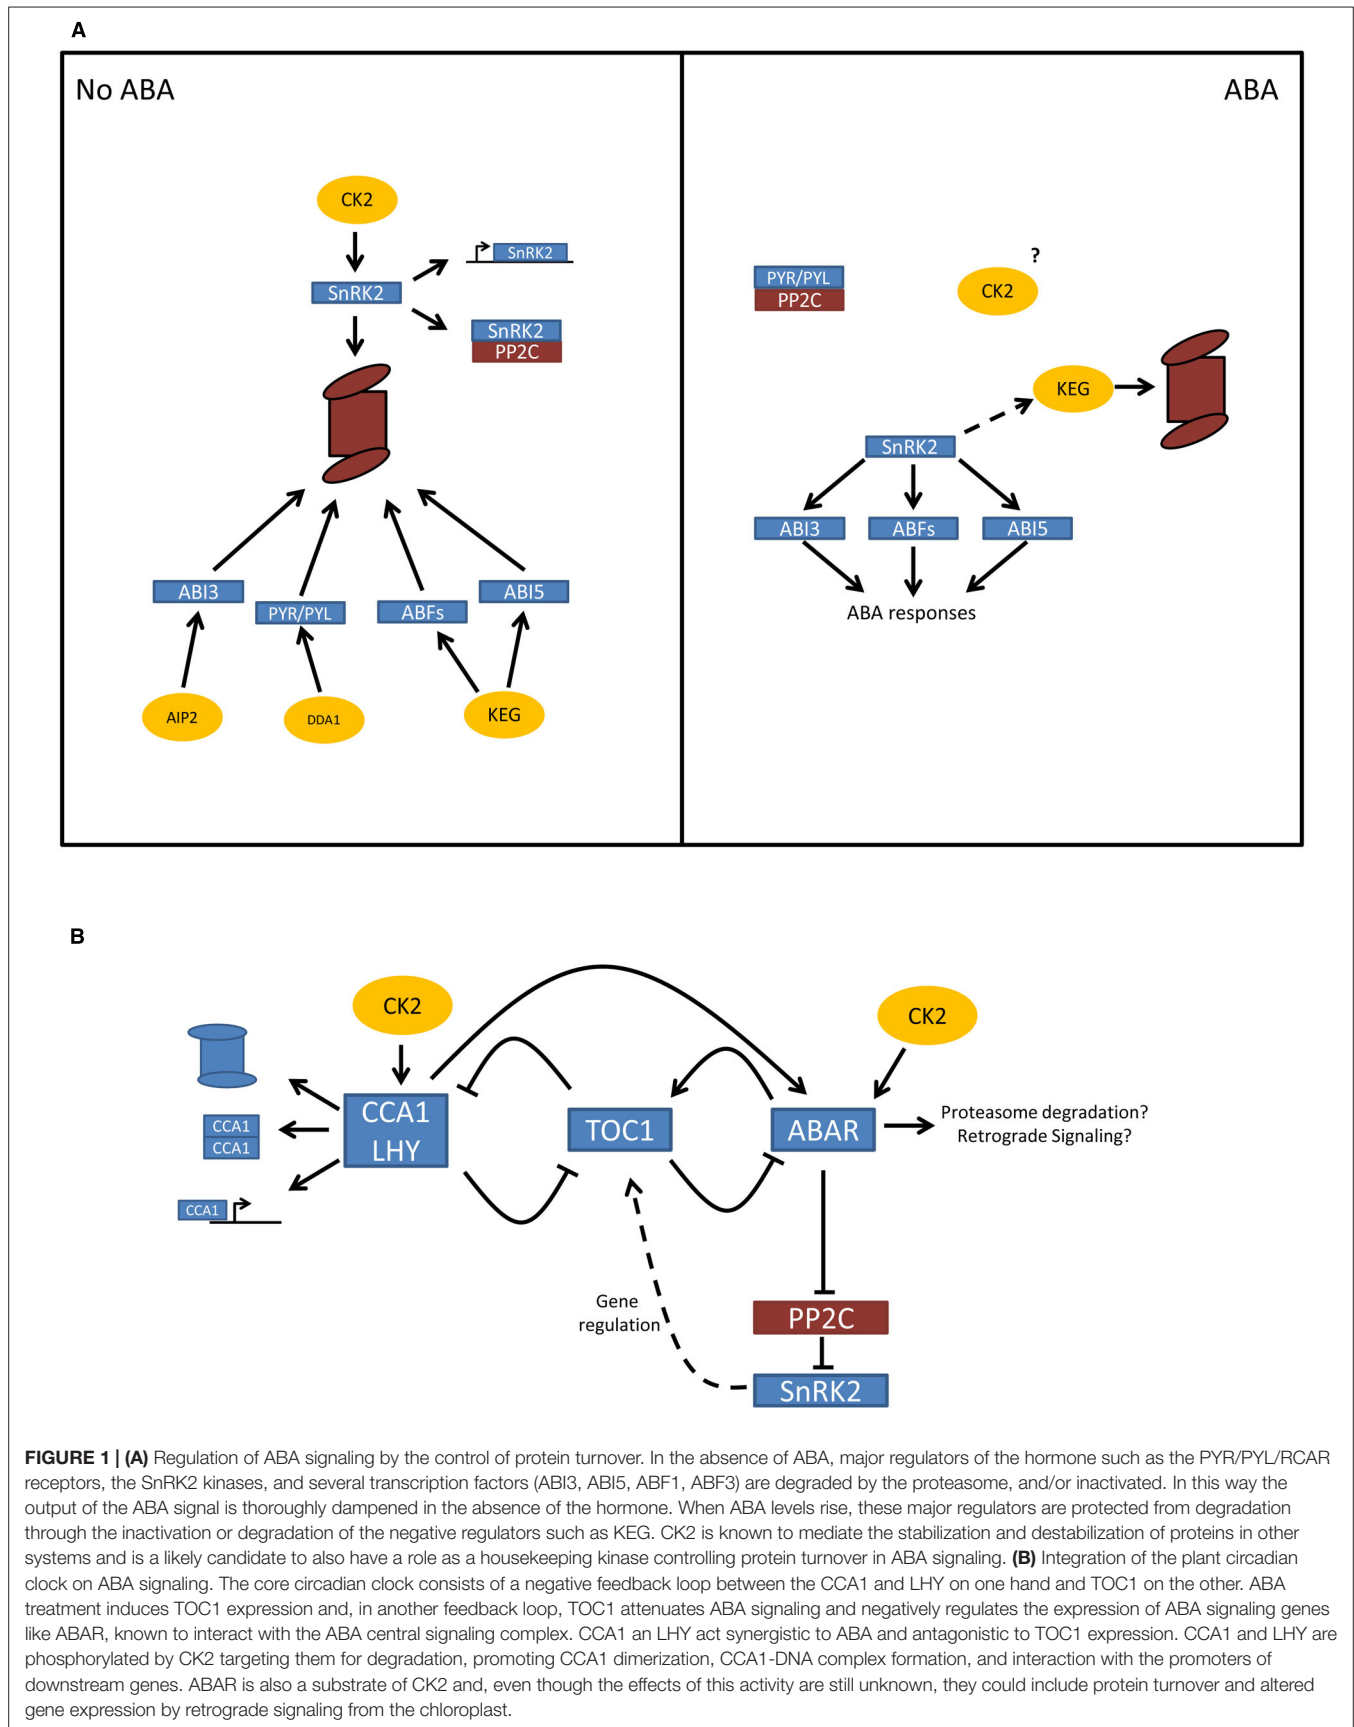 A
No ABA
ABA
CK2
SnRK2
SnRK2
SnRK2
PP2C
ABI3
PYR/PYL
ABFs
ABI5
AIP2
DDA1
KEG
?
PYR/PYL
PP2C
CK2
KEG
SnRK2
ABI3
ABFs
ABI5
ABA responses
B
CK2
CK2
CCA1
LHY
TOC1
ABAR
CCA1
CCA1
CCA1
Proteasome degradation?
Retrograde Signaling?
Gene
regulation
PP2C
SnRK2
FIGURE 1 | (A) Regulation of ABA signaling by the control of protein turnover. In the absence of ABA, major regulators of the hormone such as the PYR/PYL/RCAR
receptors, the SnRK2 kinases, and several transcription factors (ABI3, ABI5, ABF1, ABF3) are degraded by the proteasome, and/or inactivated. In this way the
output of the ABA signal is thoroughly dampened in the absence of the hormone. When ABA levels rise, these major regulators are protected from degradation
through the inactivation or degradation of the negative regulators such as KEG. CK2 is known to mediate the stabilization and destabilization of proteins in other
systems and is a likely candidate to also have a role as a housekeeping kinase controlling protein turnover in ABA signaling. (B) Integration of the plant circadian
clock on ABA signaling. The core circadian clock consists of a negative feedback loop between the CCA1 and LHY on one hand and TOC1 on the other. ABA
treatment induces TOC1 expression and, in another feedback loop, TOC1 attenuates ABA signaling and negatively regulates the expression of ABA signaling genes
like ABAR, known to interact with the ABA central signaling complex. CCA1 an LHY act synergistic to ABA and antagonistic to TOC1 expression. CCA1 and LHY are
phosphorylated by CK2 targeting them for degradation, promoting CCA1 dimerization, CCA1-DNA complex formation, and interaction with the promoters of
downstream genes. ABAR is also a substrate of CK2 and, even though the effects of this activity are still unknown, they could include protein turnover and altered
gene expression by retrograde signaling from the chloroplast.